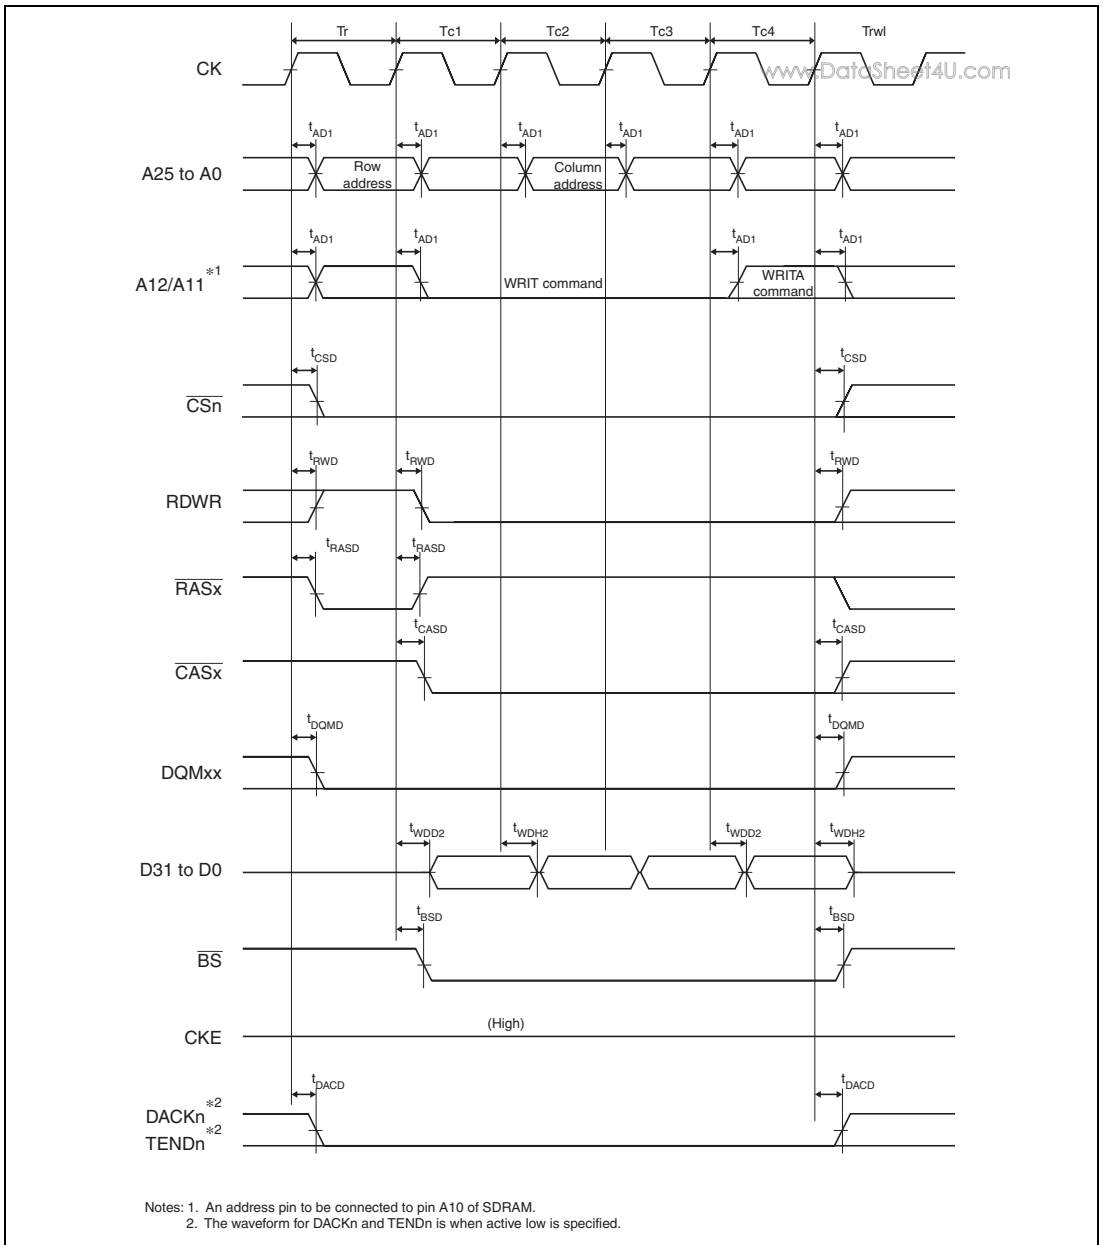 Tr Tc1 Tc2 Tc3 Tc4 Trwl
CK
www.DataSheet4U.com
tAD1 tAD1 tAD1 tAD1 tAD1 tAD1
A25 to A0
Row address
Column address
tAD1 tAD1 tAD1 tAD1
A12/A11*1
WRIT command
WRITA command
tCSD tCSD
CSn
tRWD tRWD tRWD
RDWR
tRASD tRASD
RASx
tCASD tCASD
CASx
tDQMD tDQMD
DQMxx
tWDD2 tWDH2 tWDD2 tWDH2
D31 to D0
tBSD tBSD
BS
(High)
CKE
tDACD tDACD
DACKn*2
TENDn*2
Notes: 1. An address pin to be connected to pin A10 of SDRAM.
2. The waveform for DACKn and TENDn is when active low is specified.